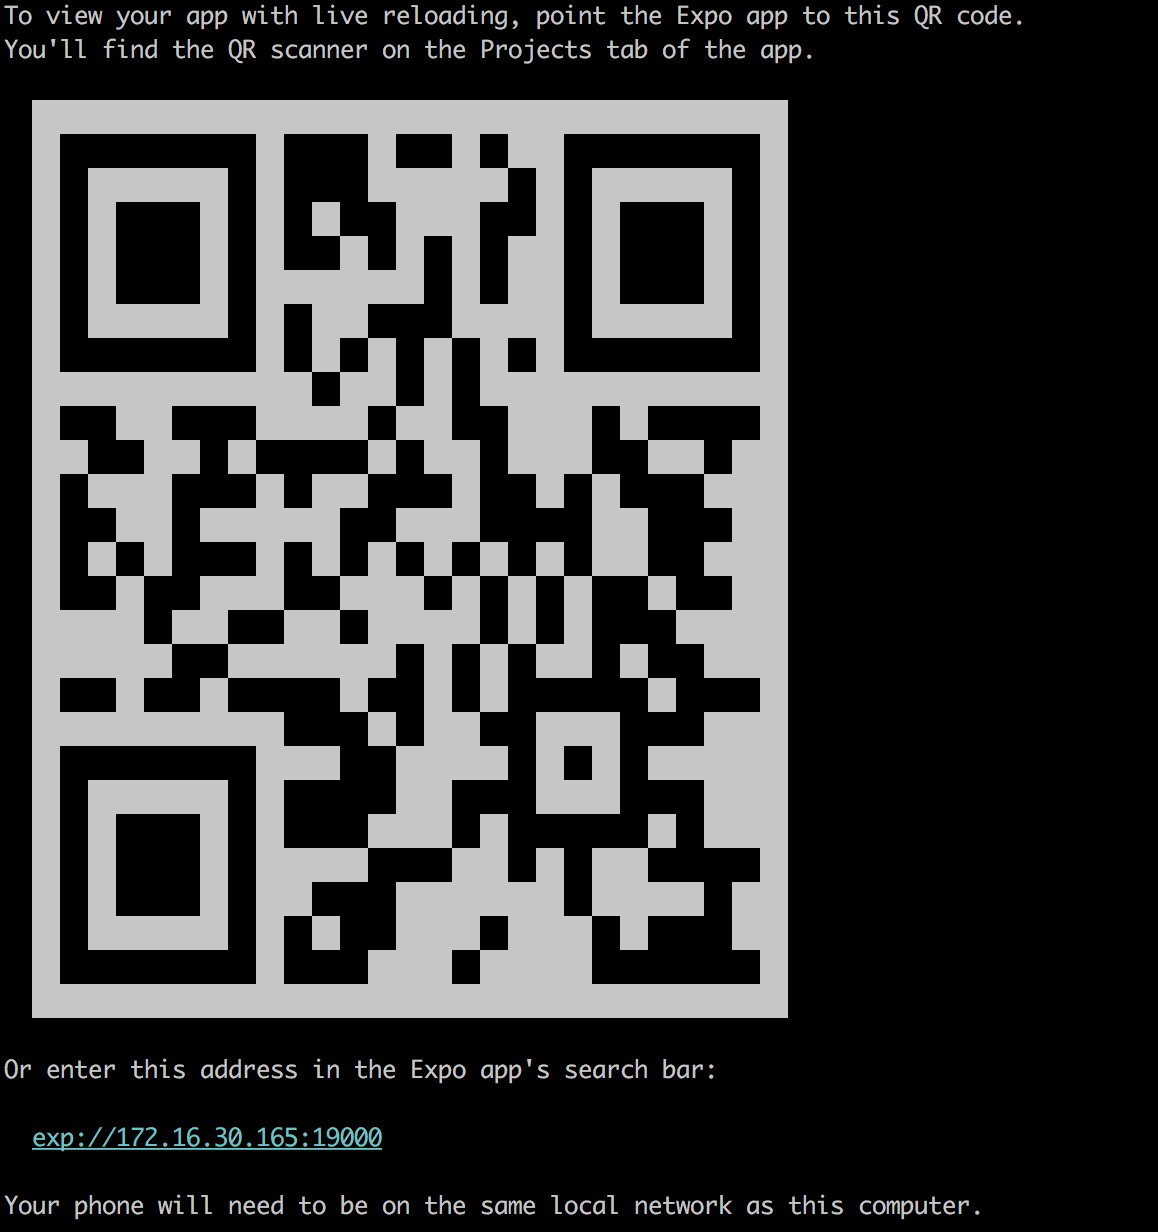 To view your app with live reloading, point the Expo app to this QR code.
You'll find the QR scanner on the Projects tab of the app.
Or enter this address in the Expo app's search bar:
exp://172.16.30.165:19000
Your phone will need to be on the same local network as this computer.